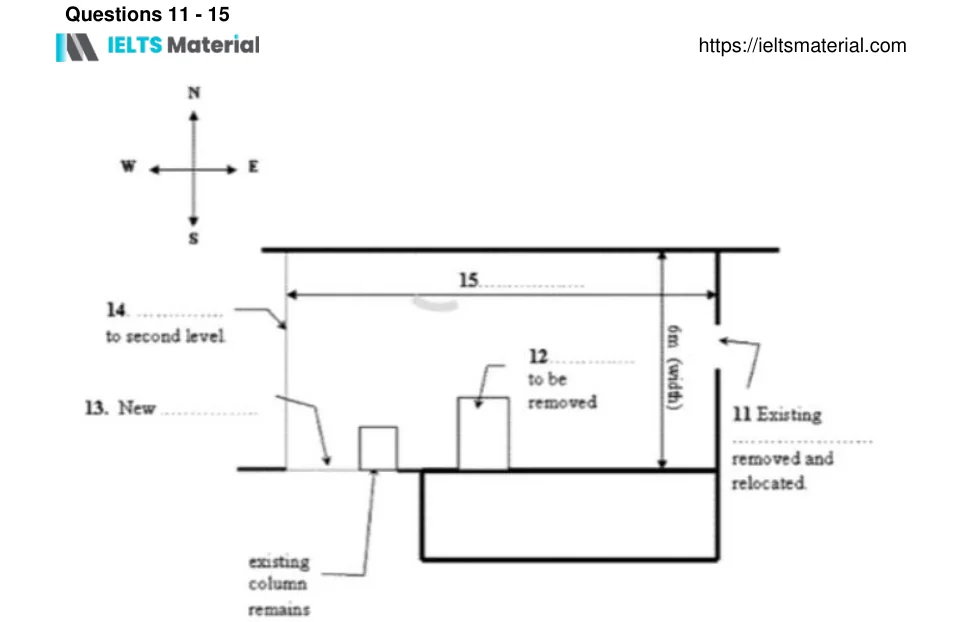 Questions 11 - 15
IELTS Material
https://ieltsmaterial.com
N
W
E
S
15..................
14. ..................
to second level
12..................
to be
removed
6m (width)
13. New ..................
11 Existing
..................
removed and
relocated.
existing
column
remains